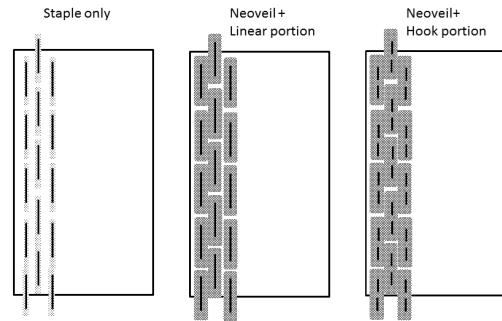 Staple only
Neoveil +
Linear portion
Neoveil+
Hook portion